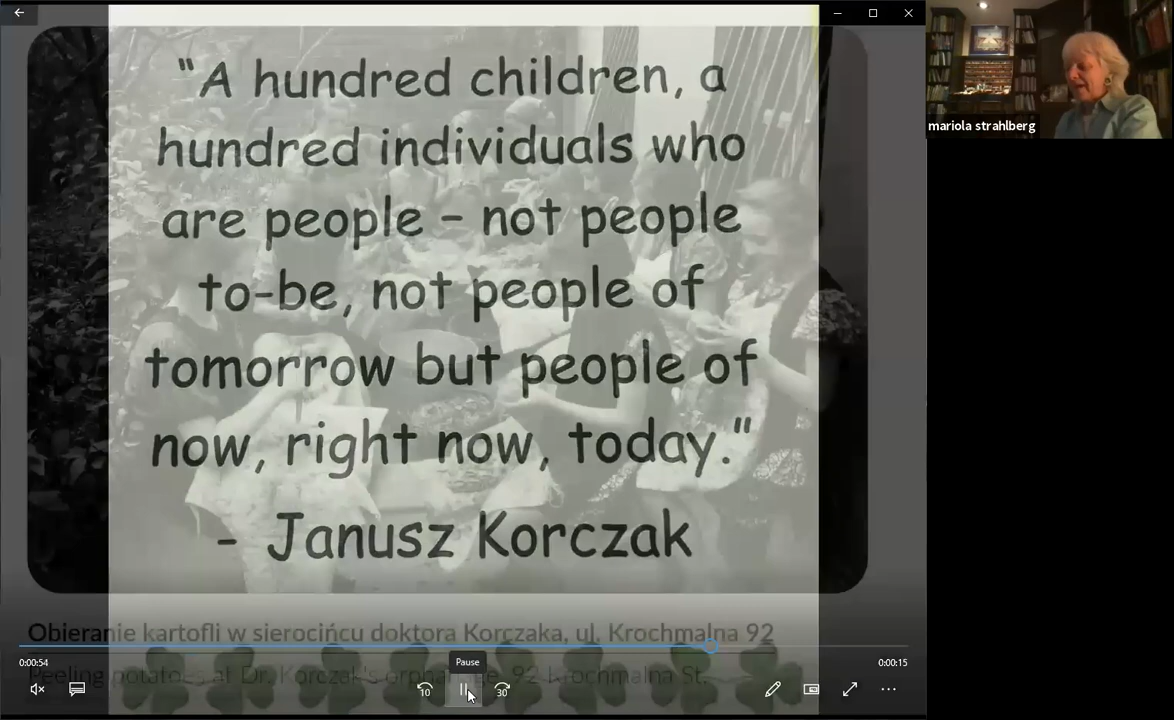 "A hundred children, a
hundred individuals who
are people – not people
to-be, not people of
tomorrow but people of
now, right now, today."
- Janusz Korczak
mariola strahlberg
Obieranie kartofli w sierocińcu doktora Korczaka, ul. Krochmalna 92
0:00:54
Pause
0:00:15
Peeling potatoes at Dr. Korczak's 92 Krochmalna St.
10
30